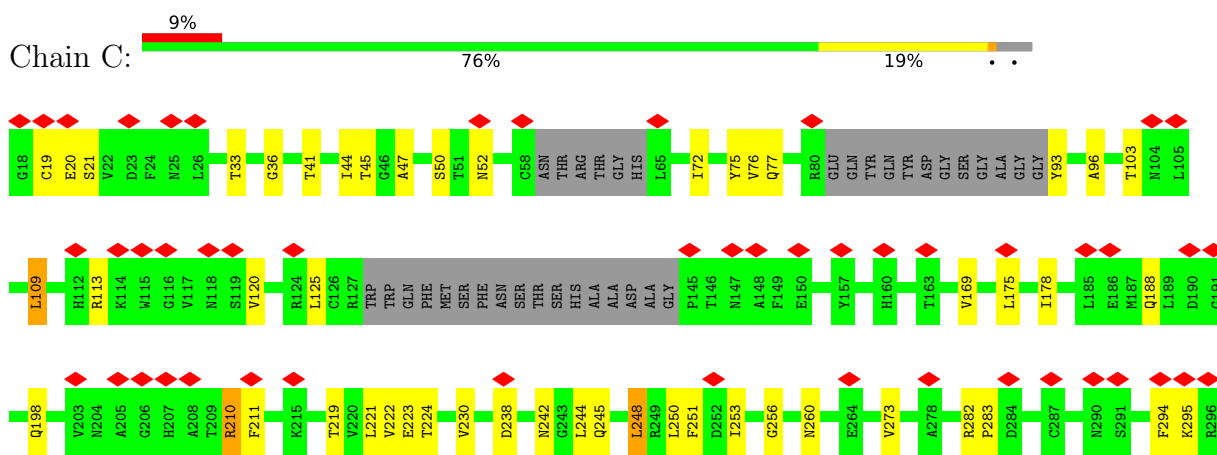 9%
Chain C:
76% 19% • •
G18 C19 E20 S21 V22 D23 F24 N25 L26 T33 G36 T41 I44 T45 G46 A47 S50 T51 N52 C58 ASN THR ARG THR GLY HIS L65 I72 Y75 V76 Q77 R80 GLU GLN TYR GLN TYR ASP GLY SER GLY ALA GLY GLY Y93 A96 T103 N104 L105
L109 H112 R113 K114 W115 G116 V117 N118 S119 V120 R124 L125 C126 R127 TRP TRP GLN PHE MET SER PHE ASN SER THR SER HIS ALA ALA ASP ALA GLY P145 T146 N147 A148 F149 E150 Y157 H160 T163 V169 L175 I178 L185 E186 M187 Q188 L189 D190 G191
Q198 V203 N204 A205 G206 H207 A208 T209 R210 F211 K215 T219 V220 L221 V222 E223 T224 V230 D238 N242 G243 L244 Q245 L248 R249 L250 F251 D252 I253 G256 N260 E264 V273 A278 R282 P283 D284 C287 N290 S291 F294 K295 R296